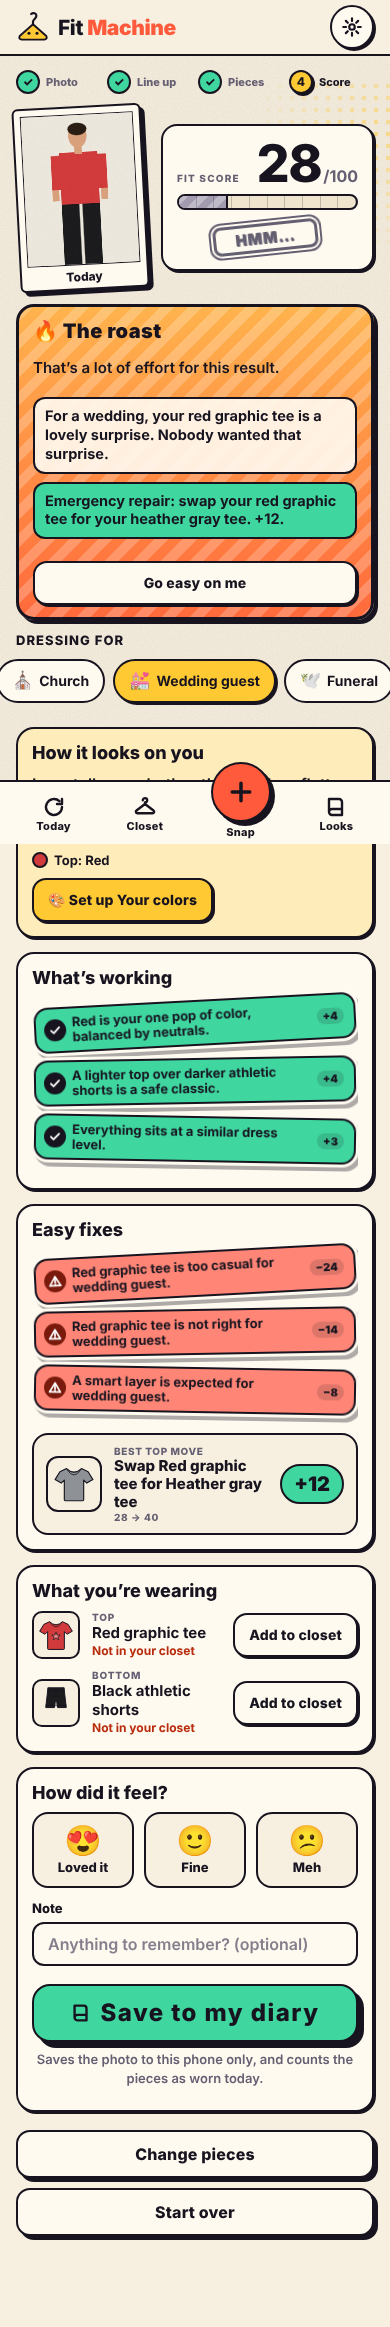 Fit Machine
Photo
Line up
Pieces
4 Score
Today
FIT SCORE 28/100
HMM...
🔥 The roast
That's a lot of effort for this result.
For a wedding, your red graphic tee is a
lovely surprise. Nobody wanted that
surprise.
Emergency repair: swap your red graphic
tee for your heather gray tee. +12.
Go easy on me
DRESSING FOR
Church
Wedding guest
Funeral
How it looks on you
Today
Closet
Snap
Looks
Top: Red
🎨 Set up Your colors
What's working
Red is your one pop of color,
balanced by neutrals.
+4
A lighter top over darker athletic
shorts is a safe classic.
+4
Everything sits at a similar dress
level.
+3
Easy fixes
Red graphic tee is too casual for
wedding guest.
−24
Red graphic tee is not right for
wedding guest.
−14
A smart layer is expected for
wedding guest.
−8
BEST TOP MOVE
Swap Red graphic
tee for Heather gray
tee
28 → 40
+12
What you're wearing
TOP
Red graphic tee
Not in your closet
Add to closet
BOTTOM
Black athletic
shorts
Not in your closet
Add to closet
How did it feel?
Loved it
Fine
Meh
Note
Anything to remember? (optional)
Save to my diary
Saves the photo to this phone only, and counts the
pieces as worn today.
Change pieces
Start over